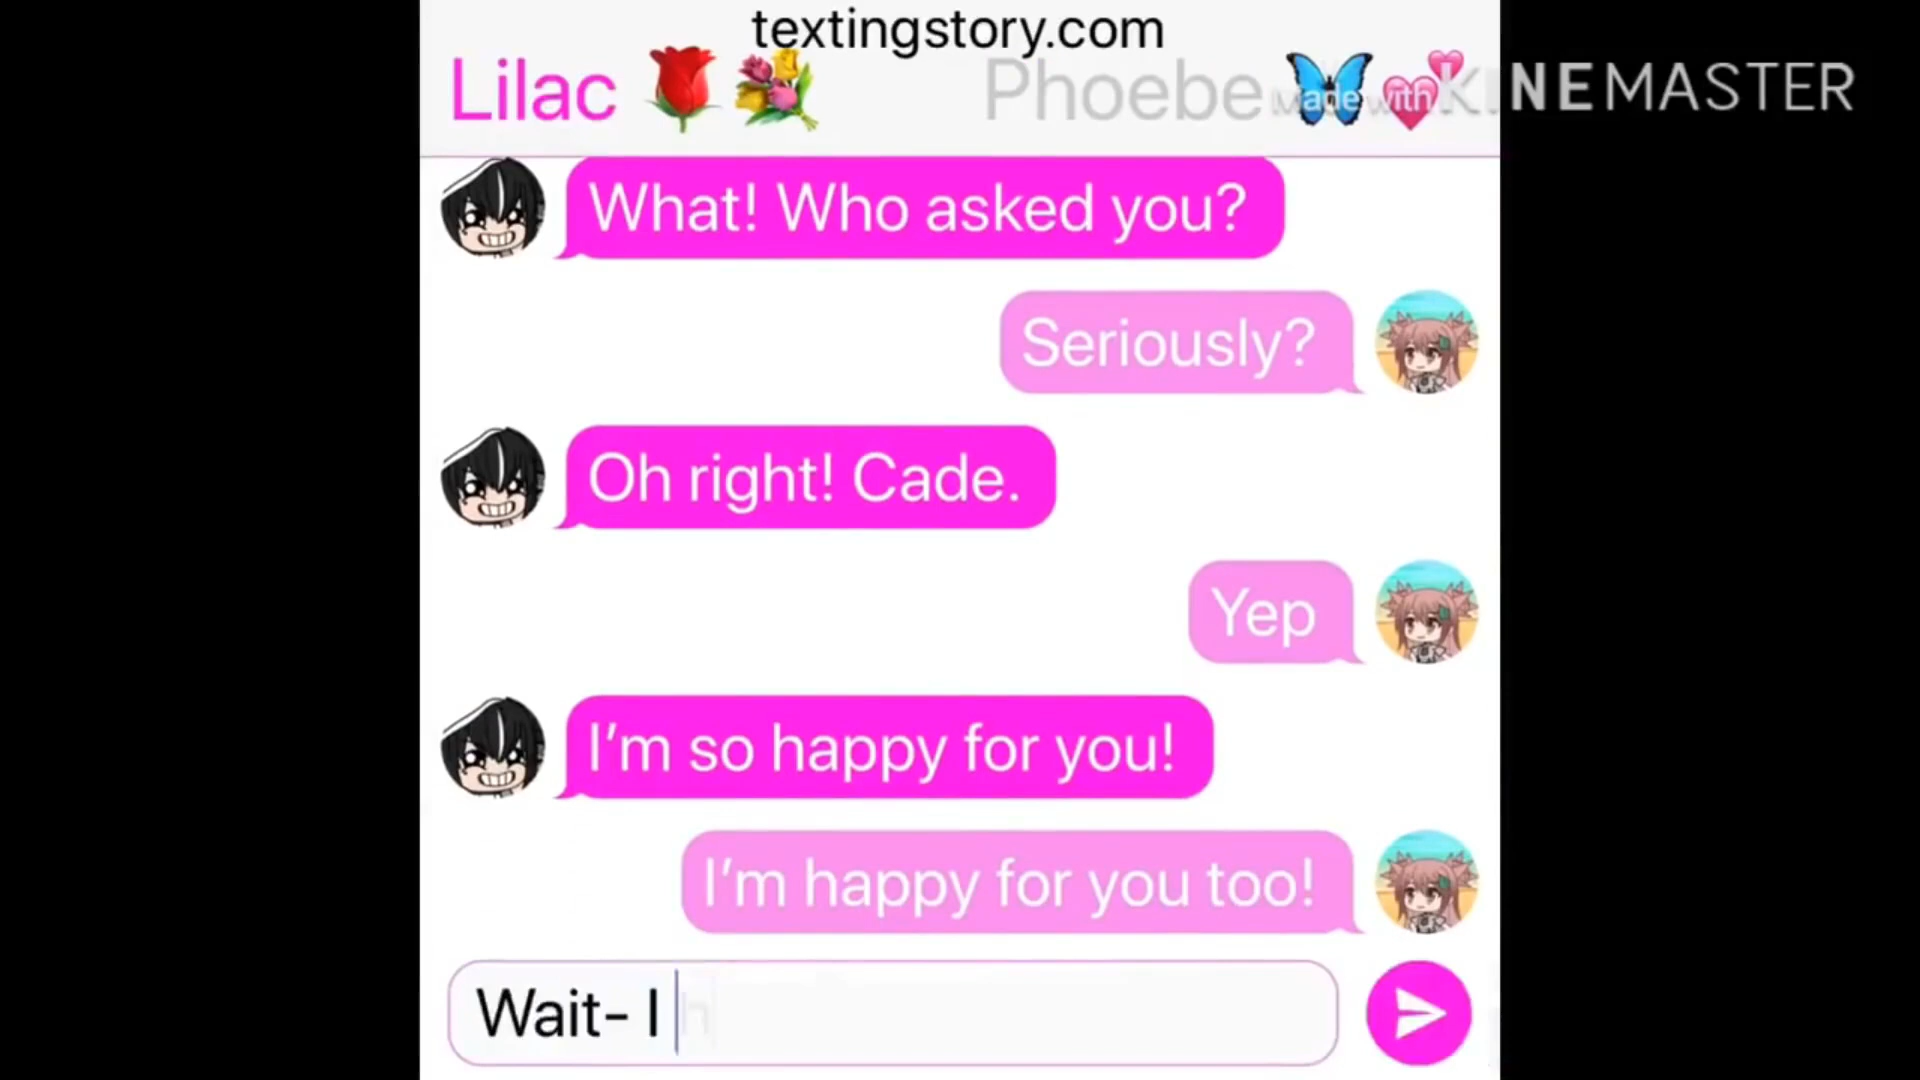 textingstory.com
Lilac 🌹💐 Phoebe 🦋💕
Made with KINEMASTER
What! Who asked you?
Seriously?
Oh right! Cade.
Yep
I'm so happy for you!
I'm happy for you too!
Wait- I h